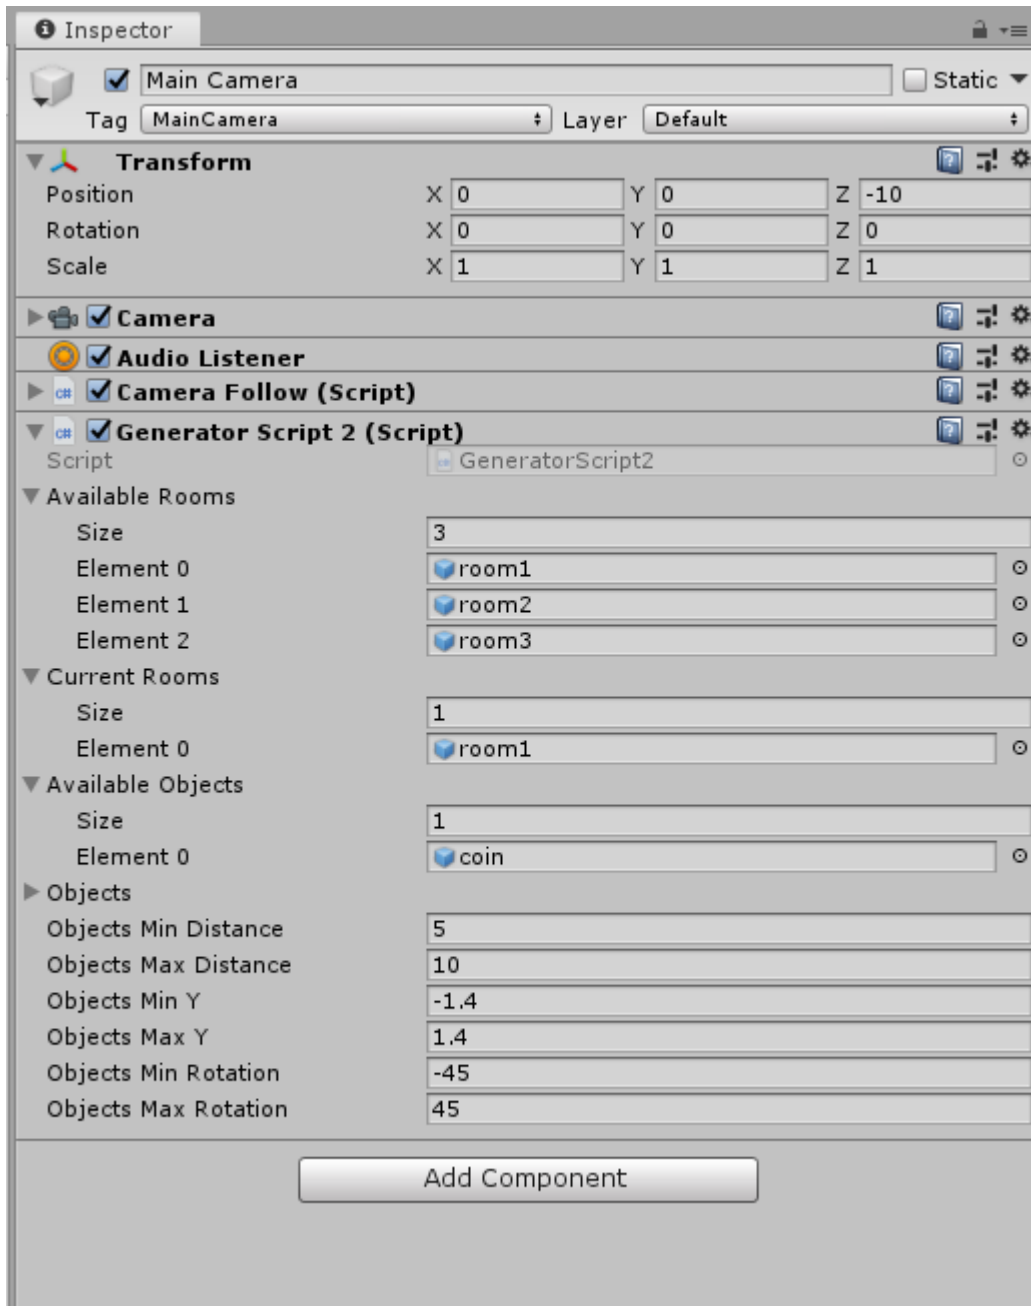 Inspector
Main Camera Static
Tag MainCamera Layer Default
Transform
Position X 0 Y 0 Z -10
Rotation X 0 Y 0 Z 0
Scale X 1 Y 1 Z 1
Camera
Audio Listener
c# Camera Follow (Script)
c# Generator Script 2 (Script)
Script GeneratorScript2
Available Rooms
Size 3
Element 0 room1
Element 1 room2
Element 2 room3
Current Rooms
Size 1
Element 0 room1
Available Objects
Size 1
Element 0 coin
Objects
Objects Min Distance 5
Objects Max Distance 10
Objects Min Y -1.4
Objects Max Y 1.4
Objects Min Rotation -45
Objects Max Rotation 45
Add Component